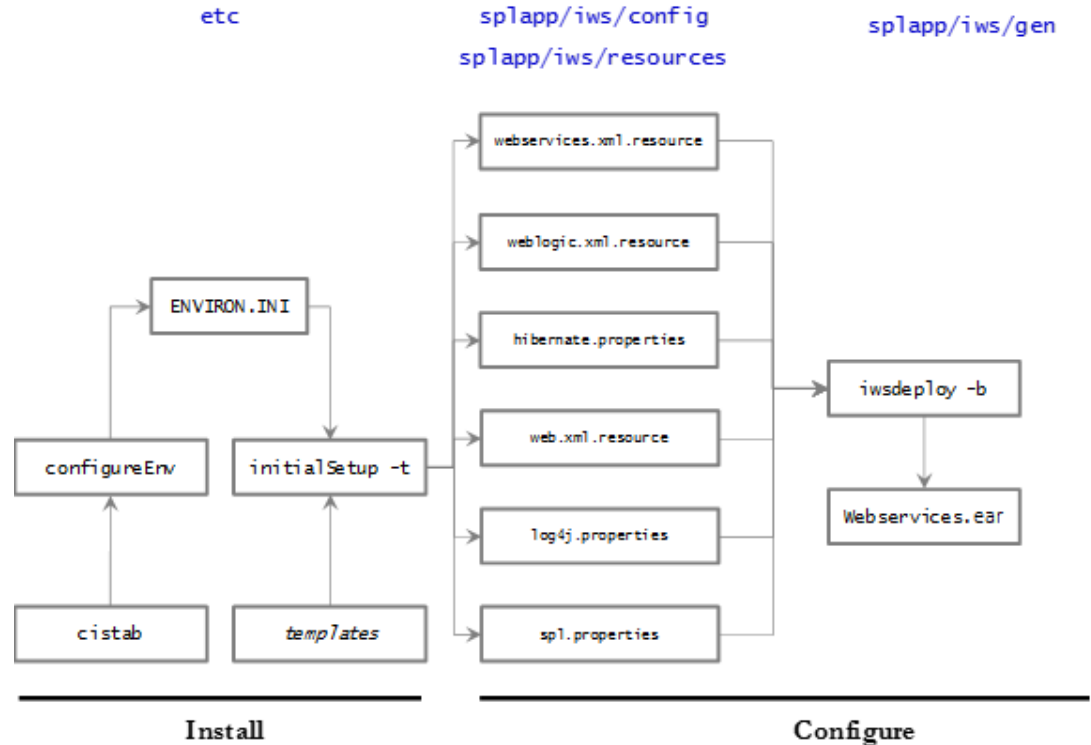 etc
splapp/iws/config
splapp/iws/resources
splapp/iws/gen
webservices.xml.resource
weblogic.xml.resource
ENVIRON.INI
hibernate.properties
iwsdeploy -b
configureEnv
initialSetup -t
web.xml.resource
Webservices.ear
log4j.properties
cistab
templates
spl.properties
Install
Configure